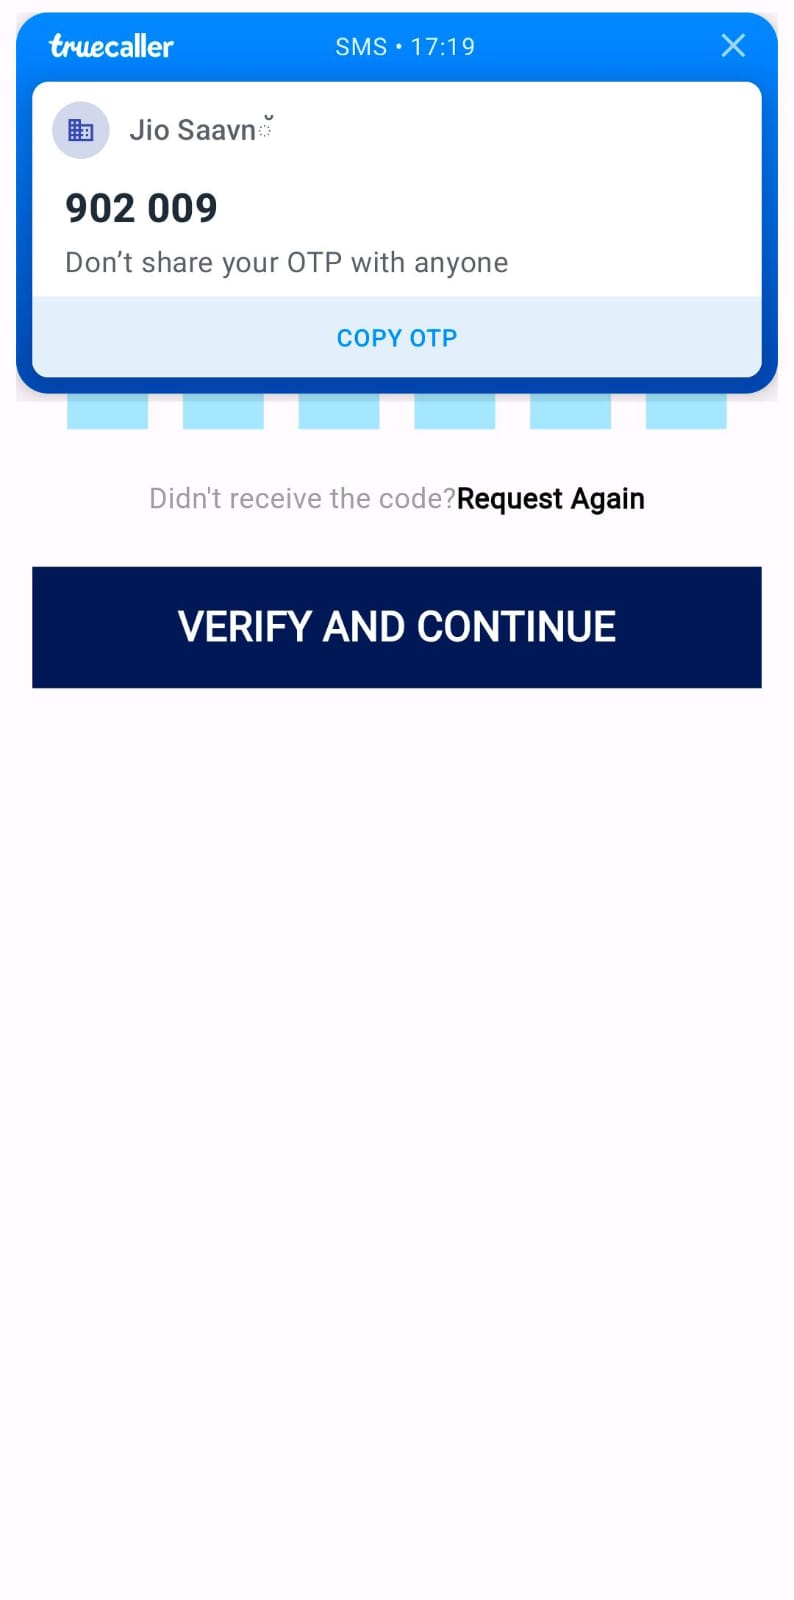 truecaller
SMS • 17:19
Jio Saavn ̆
902 009
Don’t share your OTP with anyone
COPY OTP
Didn't receive the code?Request Again
VERIFY AND CONTINUE